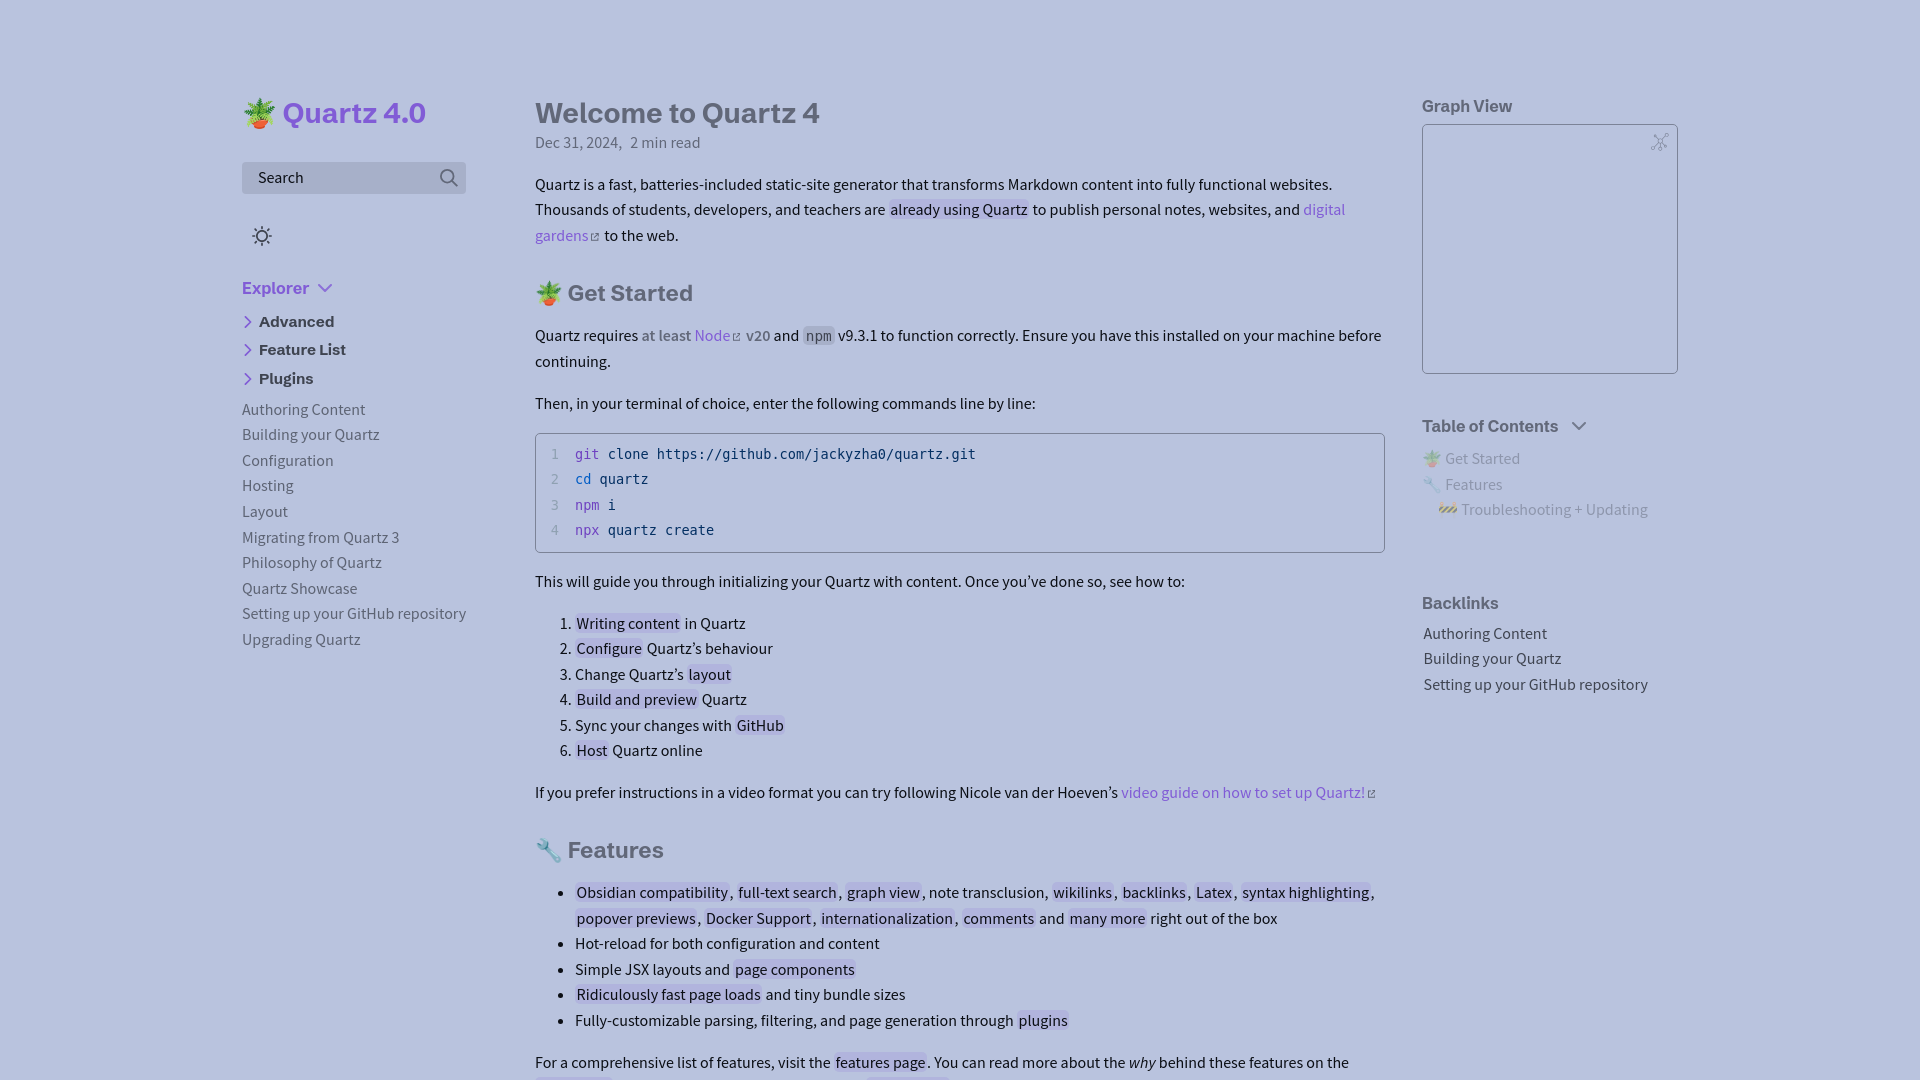 🪴 Quartz 4.0
Search
Explorer
Advanced
Feature List
Plugins
Authoring Content
Building your Quartz
Configuration
Hosting
Layout
Migrating from Quartz 3
Philosophy of Quartz
Quartz Showcase
Setting up your GitHub repository
Upgrading Quartz
Welcome to Quartz 4
Dec 31, 2024, 2 min read
Quartz is a fast, batteries-included static-site generator that transforms Markdown content into fully functional websites.
Thousands of students, developers, and teachers are already using Quartz to publish personal notes, websites, and digital
gardens to the web.
🪴 Get Started
Quartz requires at least Node v20 and npm v9.3.1 to function correctly. Ensure you have this installed on your machine before
continuing.
Then, in your terminal of choice, enter the following commands line by line:
1 git clone https://github.com/jackyzha0/quartz.git
2 cd quartz
3 npm i
4 npx quartz create
This will guide you through initializing your Quartz with content. Once you’ve done so, see how to:
1. Writing content in Quartz
2. Configure Quartz’s behaviour
3. Change Quartz’s layout
4. Build and preview Quartz
5. Sync your changes with GitHub
6. Host Quartz online
If you prefer instructions in a video format you can try following Nicole van der Hoeven’s video guide on how to set up Quartz!
🔧 Features
• Obsidian compatibility, full-text search, graph view, note transclusion, wikilinks, backlinks, Latex, syntax highlighting,
popover previews, Docker Support, internationalization, comments and many more right out of the box
• Hot-reload for both configuration and content
• Simple JSX layouts and page components
• Ridiculously fast page loads and tiny bundle sizes
• Fully-customizable parsing, filtering, and page generation through plugins
For a comprehensive list of features, visit the features page. You can read more about the why behind these features on the
Graph View
Table of Contents
🪴 Get Started
🔧 Features
🚧 Troubleshooting + Updating
Backlinks
Authoring Content
Building your Quartz
Setting up your GitHub repository